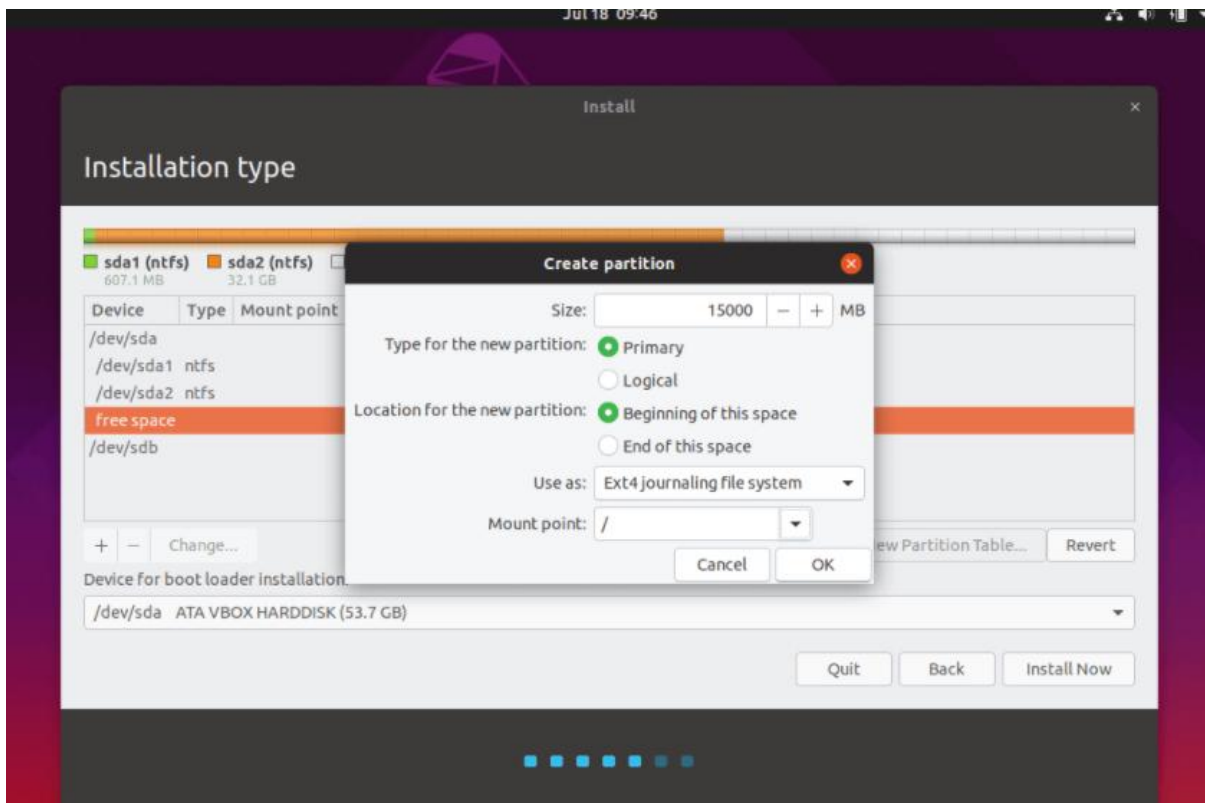 Jul 18 09:46
Install
Installation type
sda1 (ntfs) sda2 (ntfs)
607.1 MB 32.1 GB
Create partition
Size: 15000 MB
Type for the new partition: Primary
Logical
Location for the new partition: Beginning of this space
End of this space
Use as: Ext4 journaling file system
Mount point: /
Cancel OK
Device Type Mount point
/dev/sda
/dev/sda1 ntfs
/dev/sda2 ntfs
free space
/dev/sdb
+ - Change... ew Partition Table... Revert
Device for boot loader installation:
/dev/sda ATA VBOX HARDDISK (53.7 GB)
Quit Back Install Now